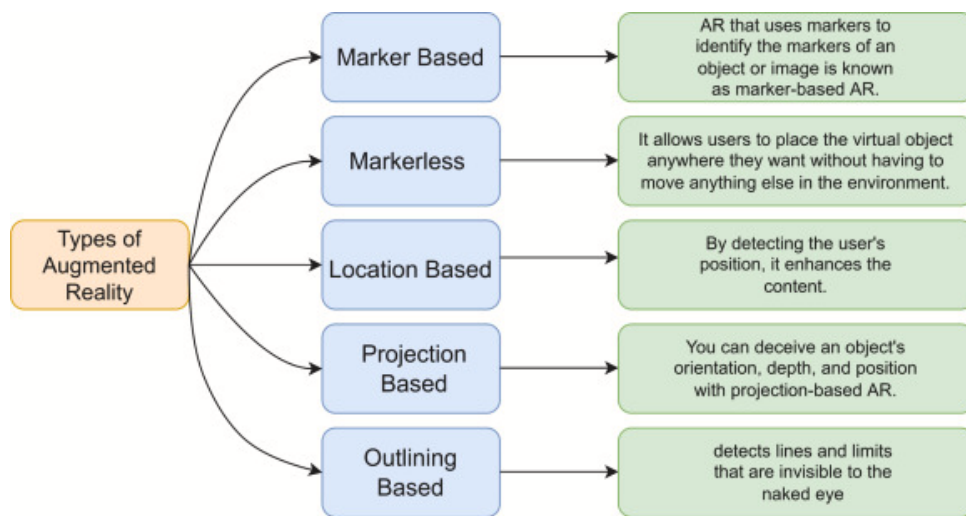 Types of
Augmented
Reality
Marker Based
AR that uses markers to
identify the markers of an
object or image is known
as marker-based AR.
Markerless
It allows users to place the virtual object
anywhere they want without having to
move anything else in the environment.
Location Based
By detecting the user's
position, it enhances the
content.
Projection
Based
You can deceive an object's
orientation, depth, and position
with projection-based AR.
Outlining
Based
detects lines and limits
that are invisible to the
naked eye